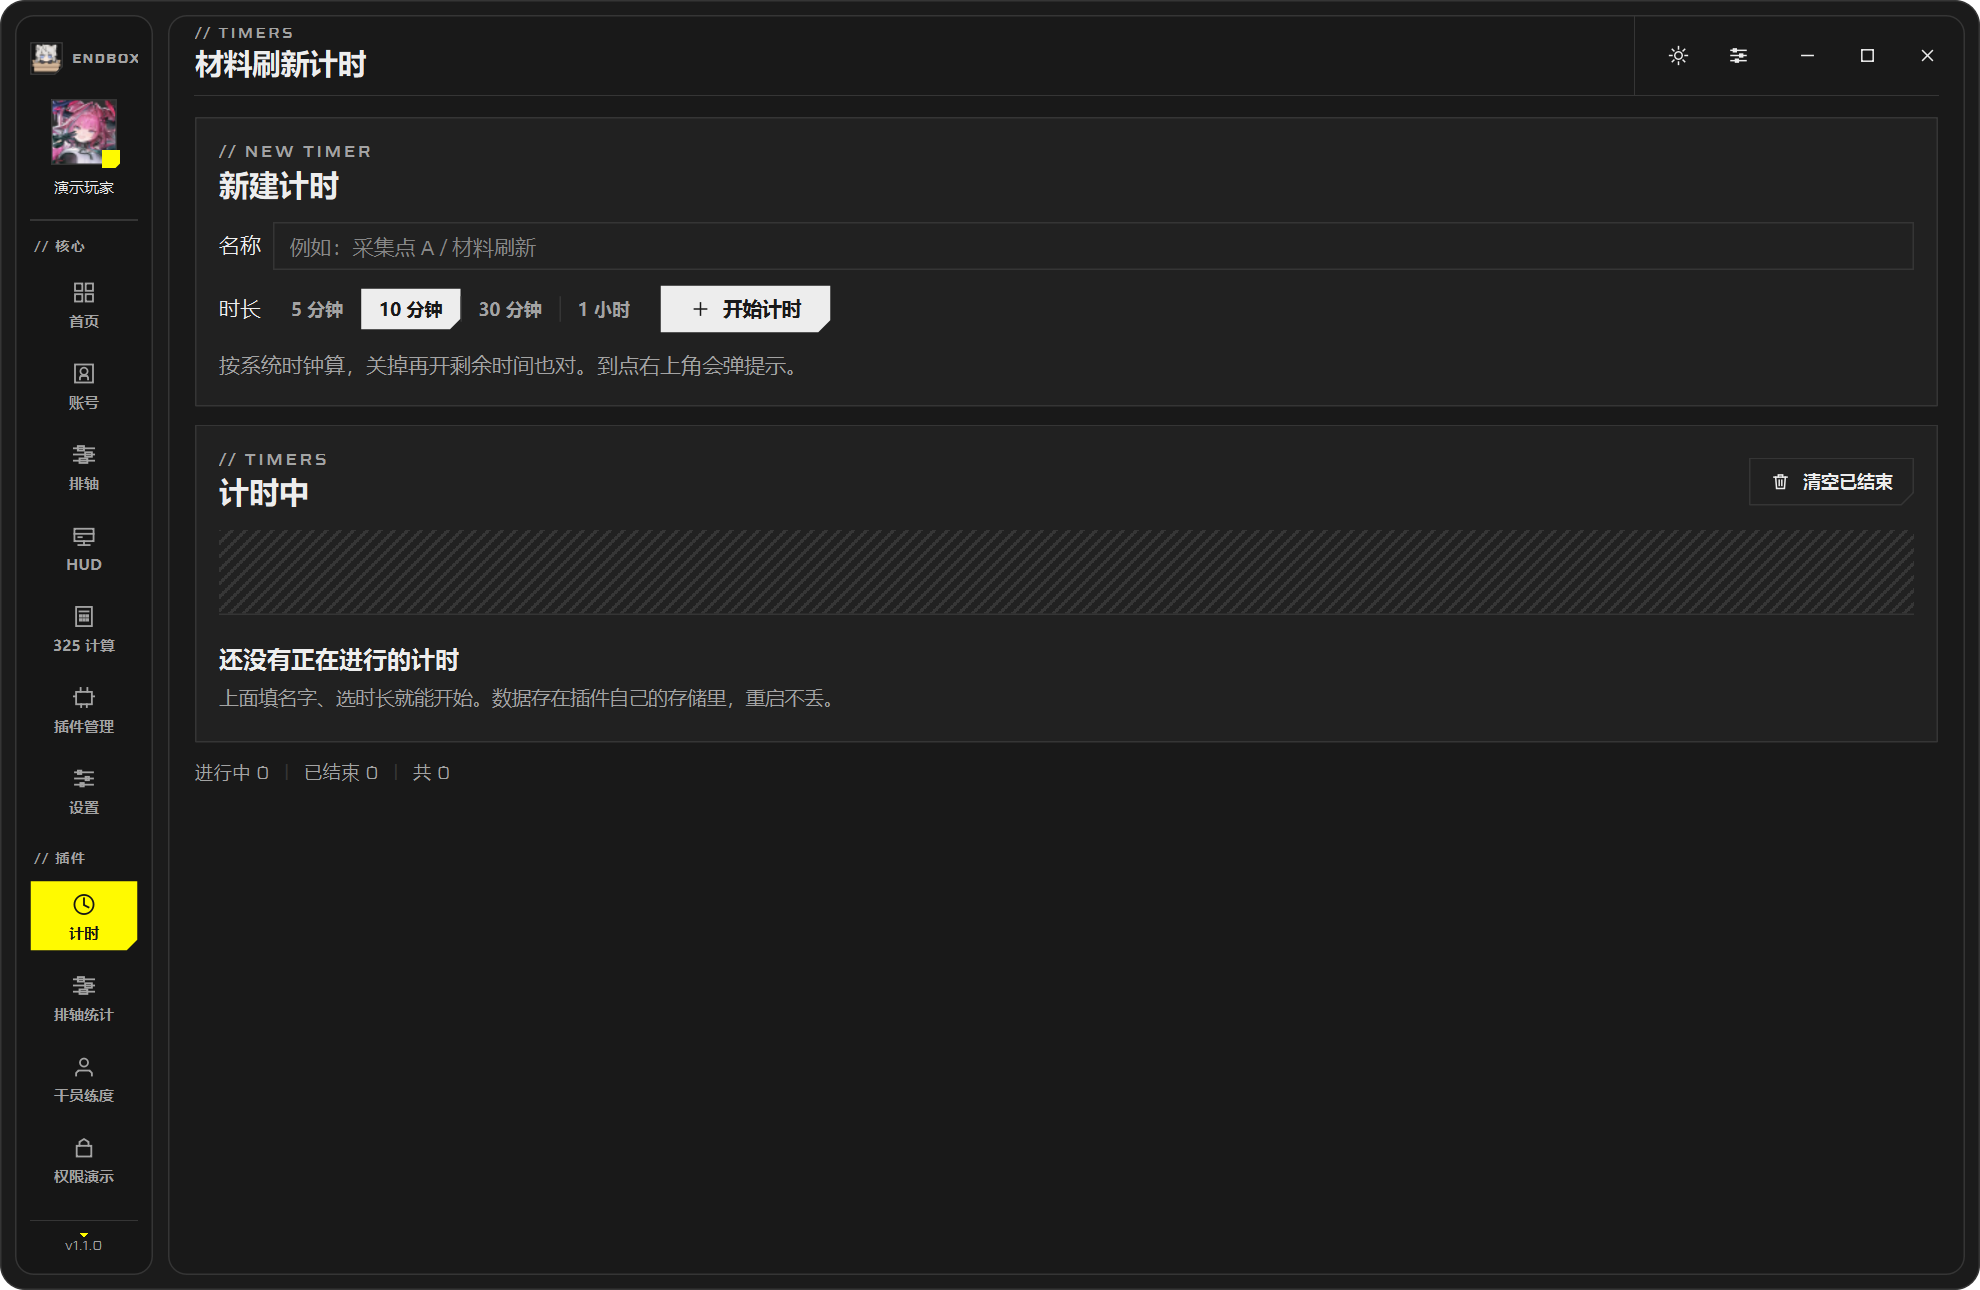 ENDBOX
演示玩家
// 核心
首页
账号
排轴
HUD
325 计算
插件管理
设置
// 插件
计时
排轴统计
干员练度
权限演示
v1.1.0
// TIMERS
材料刷新计时
// NEW TIMER
新建计时
名称 例如：采集点 A / 材料刷新
时长 5 分钟 10 分钟 30 分钟 1 小时 开始计时
按系统时钟算，关掉再开剩余时间也对。到点右上角会弹提示。
// TIMERS
计时中
清空已结束
还没有正在进行的计时
上面填名字、选时长就能开始。数据存在插件自己的存储里，重启不丢。
进行中 0 已结束 0 共 0